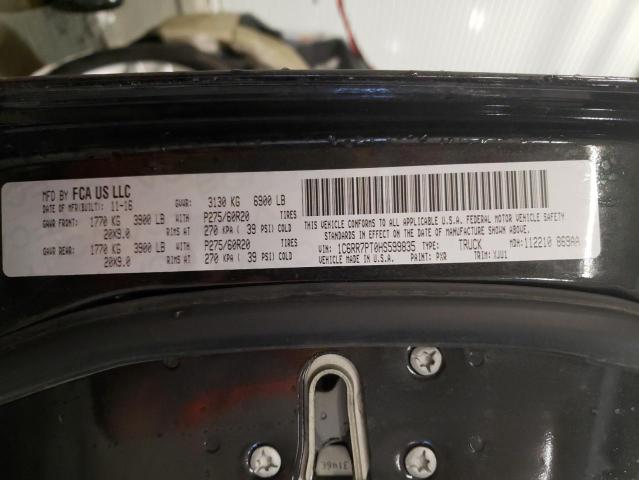 MFD BY FCA US LLC
DATE OF MFR(BUILT): 11-16 GVWR: 3130 KG 6900 LB
GAWR FRONT: 1770 KG 3900 LB WITH P275/60R20 TIRES
20X9.0 RIMS AT 270 KPA ( 39 PSI) COLD
GAWR REAR: 1770 KG 3900 LB WITH P275/60R20 TIRES
20X9.0 RIMS AT 270 KPA ( 39 PSI) COLD
THIS VEHICLE CONFORMS TO ALL APPLICABLE U.S.A. FEDERAL MOTOR VEHICLE SAFETY
STANDARDS IN EFFECT ON THE DATE OF MANUFACTURE SHOWN ABOVE.
VIN: 1C6RR7PT0HS599835 TYPE: TRUCK MDH: 112210 869AA
VEHICLE MADE IN U.S.A. PAINT: PXR TRIM: XJU1